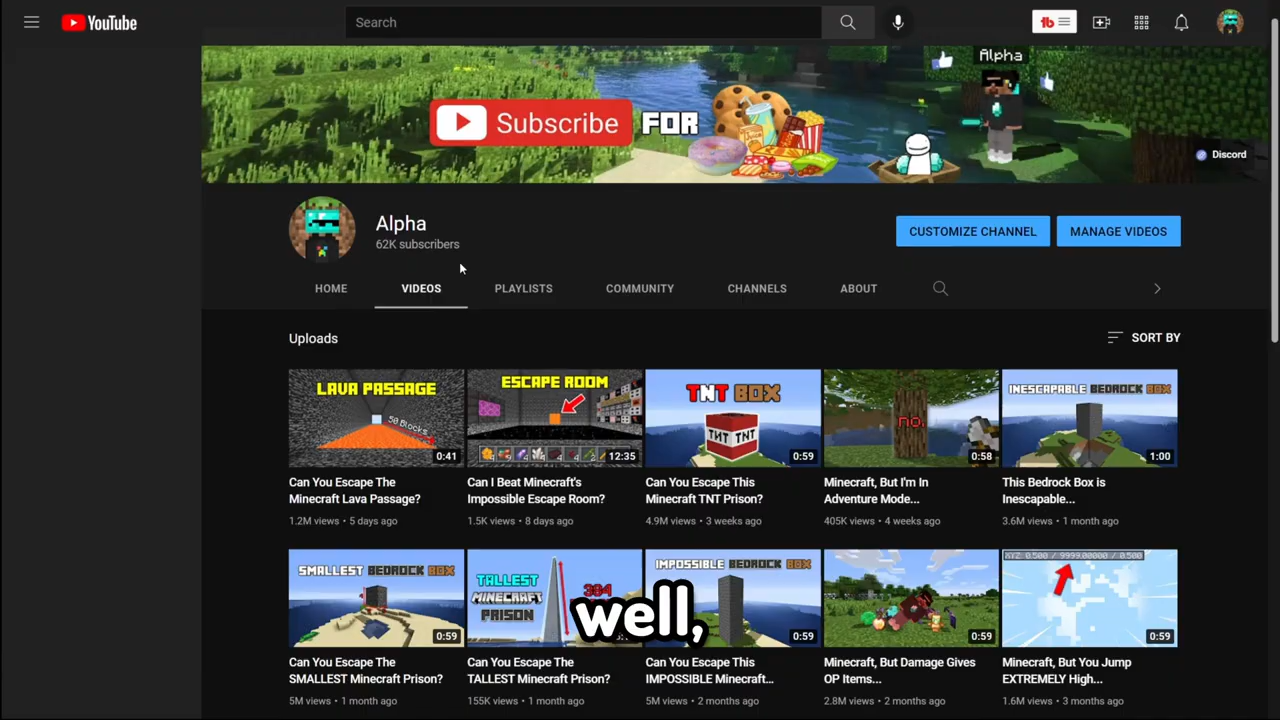 YouTube
Search
Alpha
Subscribe FOR
Discord
Alpha
62K subscribers
CUSTOMIZE CHANNEL
MANAGE VIDEOS
HOME
VIDEOS
PLAYLISTS
COMMUNITY
CHANNELS
ABOUT
Uploads
SORT BY
LAVA PASSAGE
50 Blocks
0:41
ESCAPE ROOM
12:35
TNT BOX
TNT TNT
0:59
no.
0:58
INESCAPABLE BEDROCK BOX
1:00
Can You Escape The
Minecraft Lava Passage?
1.2M views • 5 days ago
Can I Beat Minecraft's
Impossible Escape Room?
1.5K views • 8 days ago
Can You Escape This
Minecraft TNT Prison?
4.9M views • 3 weeks ago
Minecraft, But I'm In
Adventure Mode...
405K views • 4 weeks ago
This Bedrock Box is
Inescapable...
3.6M views • 1 month ago
SMALLEST BEDROCK BOX
0:59
TALLEST
MINECRAFT
PRISON
384
IMPOSSIBLE BEDROCK BOX
0:59
0:59
XYZ: 0.500 / 9999.00000 / 0.500
0:59
well,
Can You Escape The
SMALLEST Minecraft Prison?
5M views • 1 month ago
Can You Escape The
TALLEST Minecraft Prison?
155K views • 1 month ago
Can You Escape This
IMPOSSIBLE Minecraft...
5M views • 2 months ago
Minecraft, But Damage Gives
OP Items...
2.8M views • 2 months ago
Minecraft, But You Jump
EXTREMELY High...
1.6M views • 3 months ago